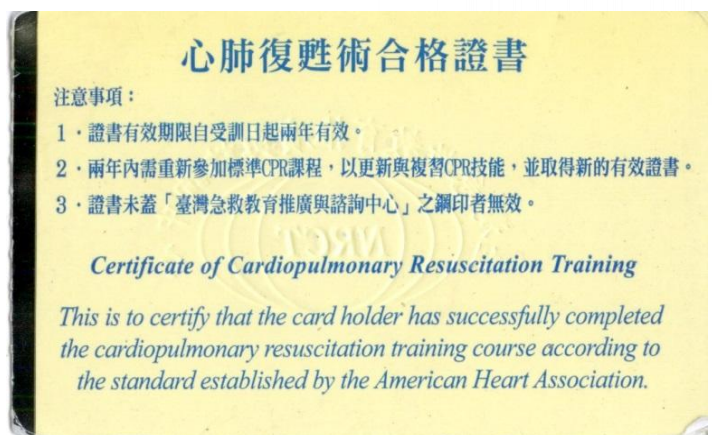 心肺復甦術合格證書
注意事項：
1．證書有效期限自受訓日起兩年有效。
2．兩年內需重新參加標準CPR課程，以更新與複習CPR技能，並取得新的有效證書。
3．證書未蓋「臺灣急救教育推廣與諮詢中心」之鋼印者無效。
Certificate of Cardiopulmonary Resuscitation Training
This is to certify that the card holder has successfully completed
the cardiopulmonary resuscitation training course according to
the standard established by the American Heart Association.